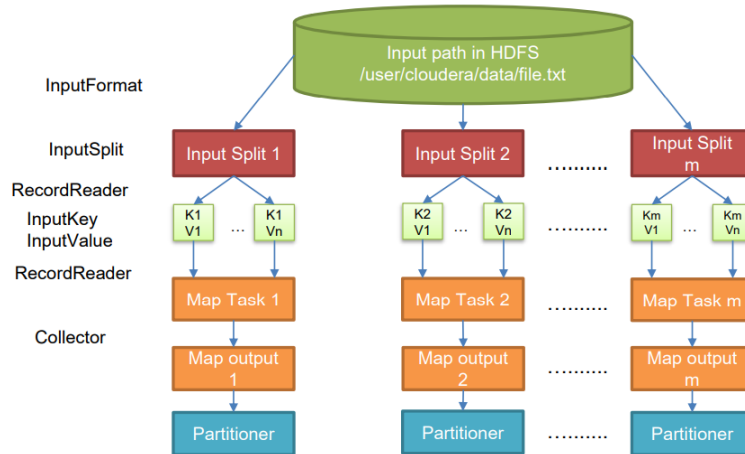 Input path in HDFS
/user/cloudera/data/file.txt
InputFormat
InputSplit
Input Split 1
Input Split 2
..........
Input Split
m
RecordReader
InputKey
InputValue
K1
V1
...
K1
Vn
K2
V1
...
K2
Vn
..........
Km
V1
...
Km
Vn
RecordReader
Map Task 1
Map Task 2
..........
Map Task m
Collector
Map output
1
Map output
2
..........
Map output
m
Partitioner
Partitioner
..........
Partitioner